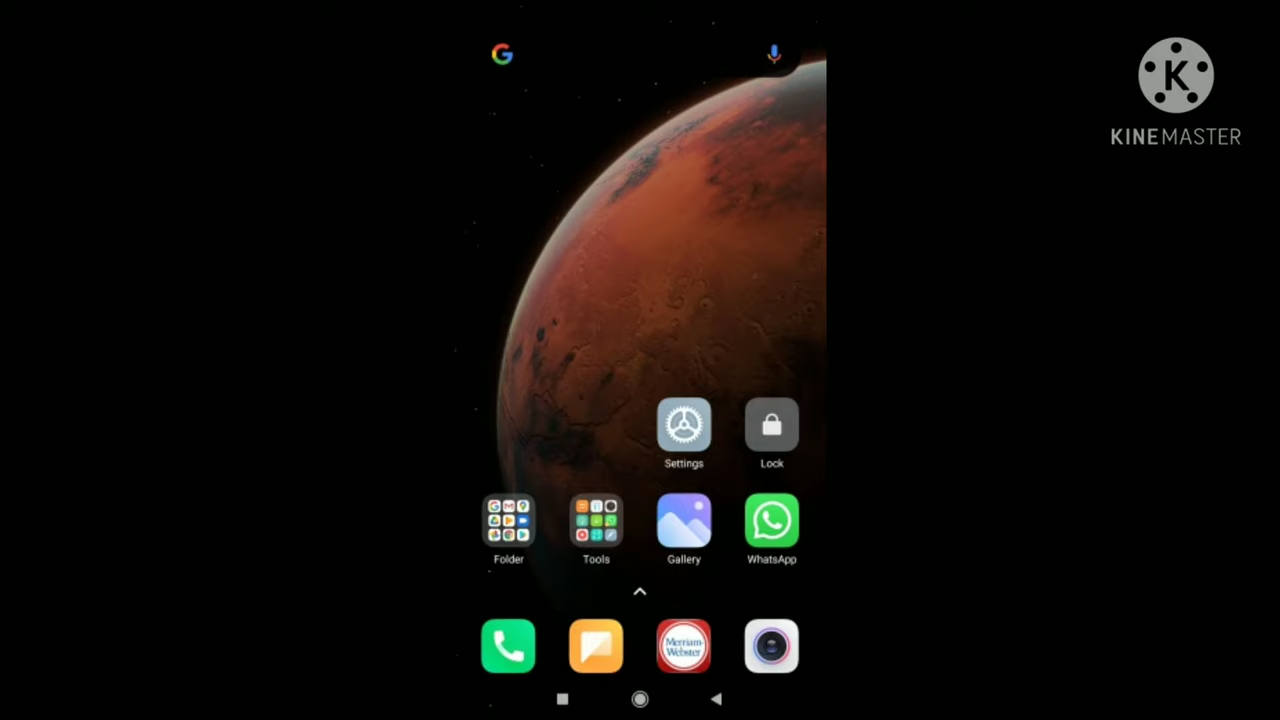 K
KINEMASTER
Settings
Lock
Folder
Tools
Gallery
WhatsApp
Merriam-
Webster